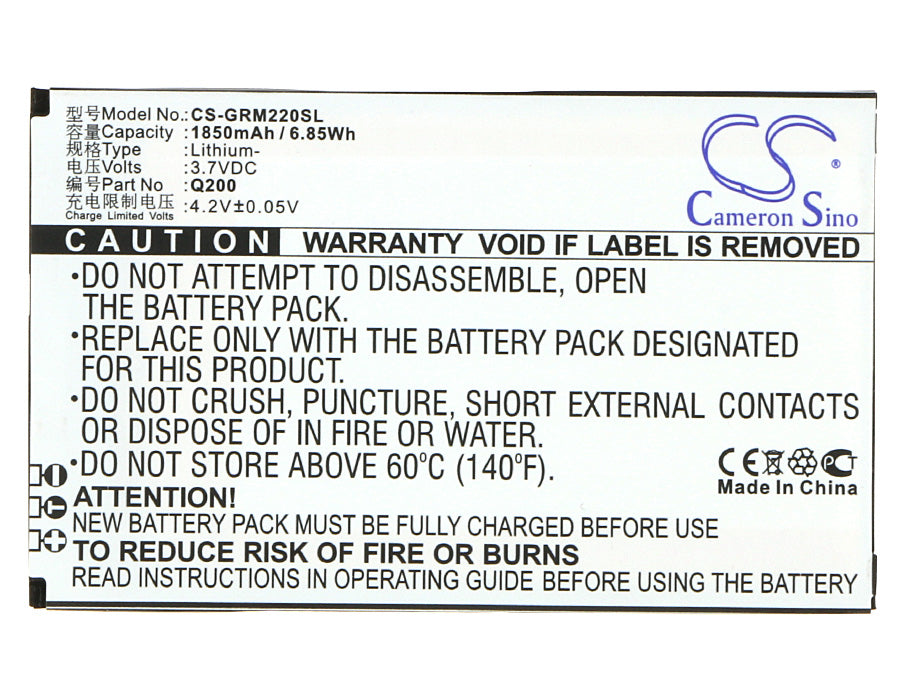 型号Model No.:CS-GRM220SL
容量Capacity :1850mAh / 6.85Wh
规格Type :Lithium-
电压Volts :3.7VDC
编号Part No :Q200
充电限制电压:4.2V±0.05V
Charge Limited Volts
CS®
Cameron Sino
CAUTION WARRANTY VOID IF LABEL IS REMOVED
•DO NOT ATTEMPT TO DISASSEMBLE, OPEN
THE BATTERY PACK.
•REPLACE ONLY WITH THE BATTERY PACK DESIGNATED
FOR THIS PRODUCT.
•DO NOT CRUSH, PUNCTURE, SHORT EXTERNAL CONTACTS
OR DISPOSE OF IN FIRE OR WATER.
•DO NOT STORE ABOVE 60°C (140°F).
CE PCT
Made In China
ATTENTION!
NEW BATTERY PACK MUST BE FULLY CHARGED BEFORE USE
TO REDUCE RISK OF FIRE OR BURNS
READ INSTRUCTIONS IN OPERATING GUIDE BEFORE USING THE BATTERY